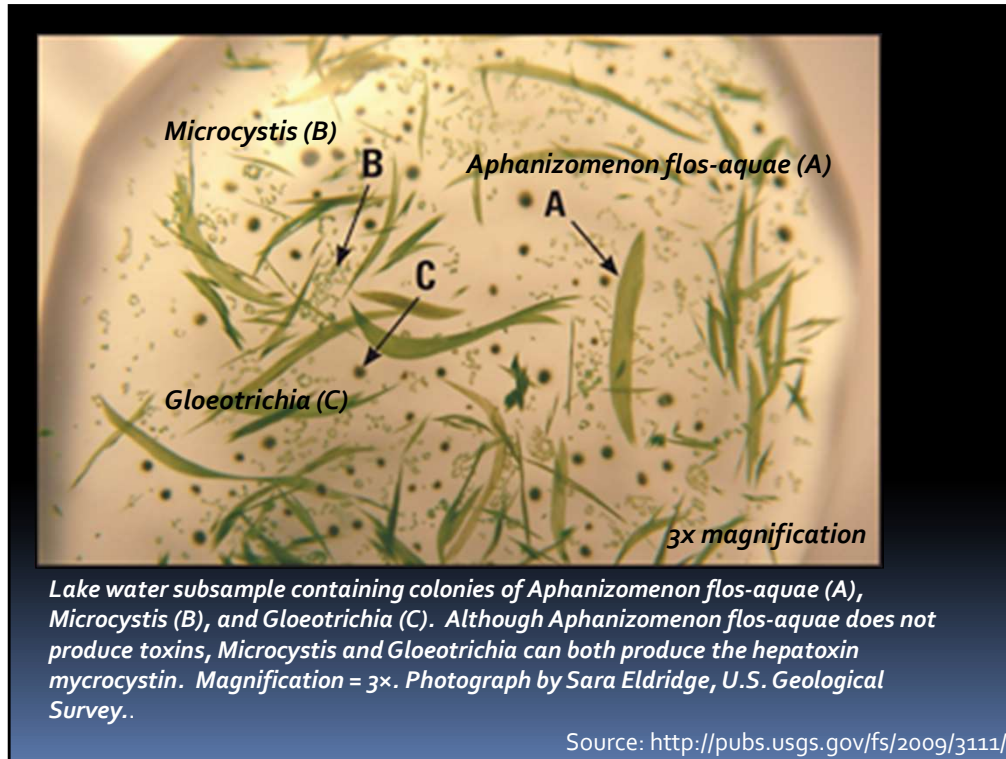 Microcystis (B)
B
Aphanizomenon flos-aquae (A)
A
C
Gloeotrichia (C)
3x magnification
Lake water subsample containing colonies of Aphanizomenon flos-aquae (A),
Microcystis (B), and Gloeotrichia (C).  Although Aphanizomenon flos-aquae does not
produce toxins, Microcystis and Gloeotrichia can both produce the hepatoxin
mycrocystin.  Magnification = 3×. Photograph by Sara Eldridge, U.S. Geological
Survey..
Source: http://pubs.usgs.gov/fs/2009/3111/